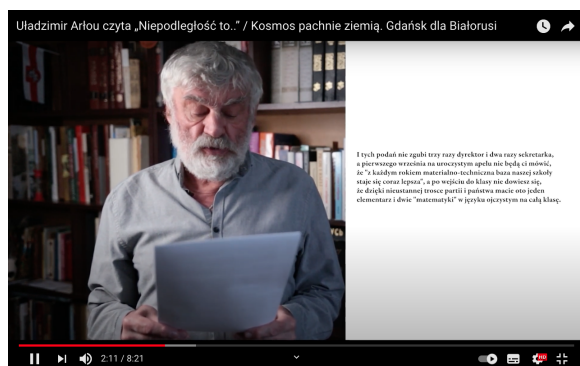 Uładzimir Arłou czyta „Niepodległość to..” / Kosmos pachnie ziemią. Gdańsk dla Białorusi
I tych podań nie zgubi trzy razy dyrektor i dwa razy sekretarka,
a pierwszego września na uroczystym apelu nie będą ci mówić,
że "z każdym rokiem materialno-techniczna baza naszej szkoły
staje się coraz lepsza", a po wejściu do klasy nie dowiesz się,
że dzięki nieustannej trosce partii i państwa macie oto jeden
elementarz i dwie "matematyki" w języku ojczystym na całą klasę,
2:11 / 8:21
HD